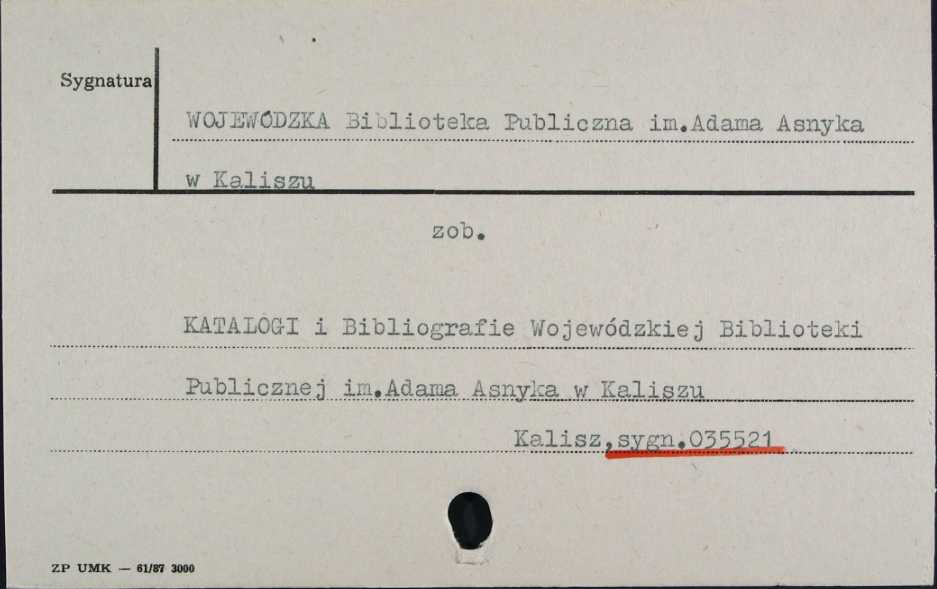 Sygnatura
WOJEWÓDZKA Biblioteka Publiczna im.Adama Asnyka
w Kaliszu
zob.
KATALOGI i Bibliografie Wojewódzkiej Biblioteki
Publicznej im.Adama Asnyka w Kaliszu
Kalisz,sygn.035521
ZP UMK — 61/87 3000